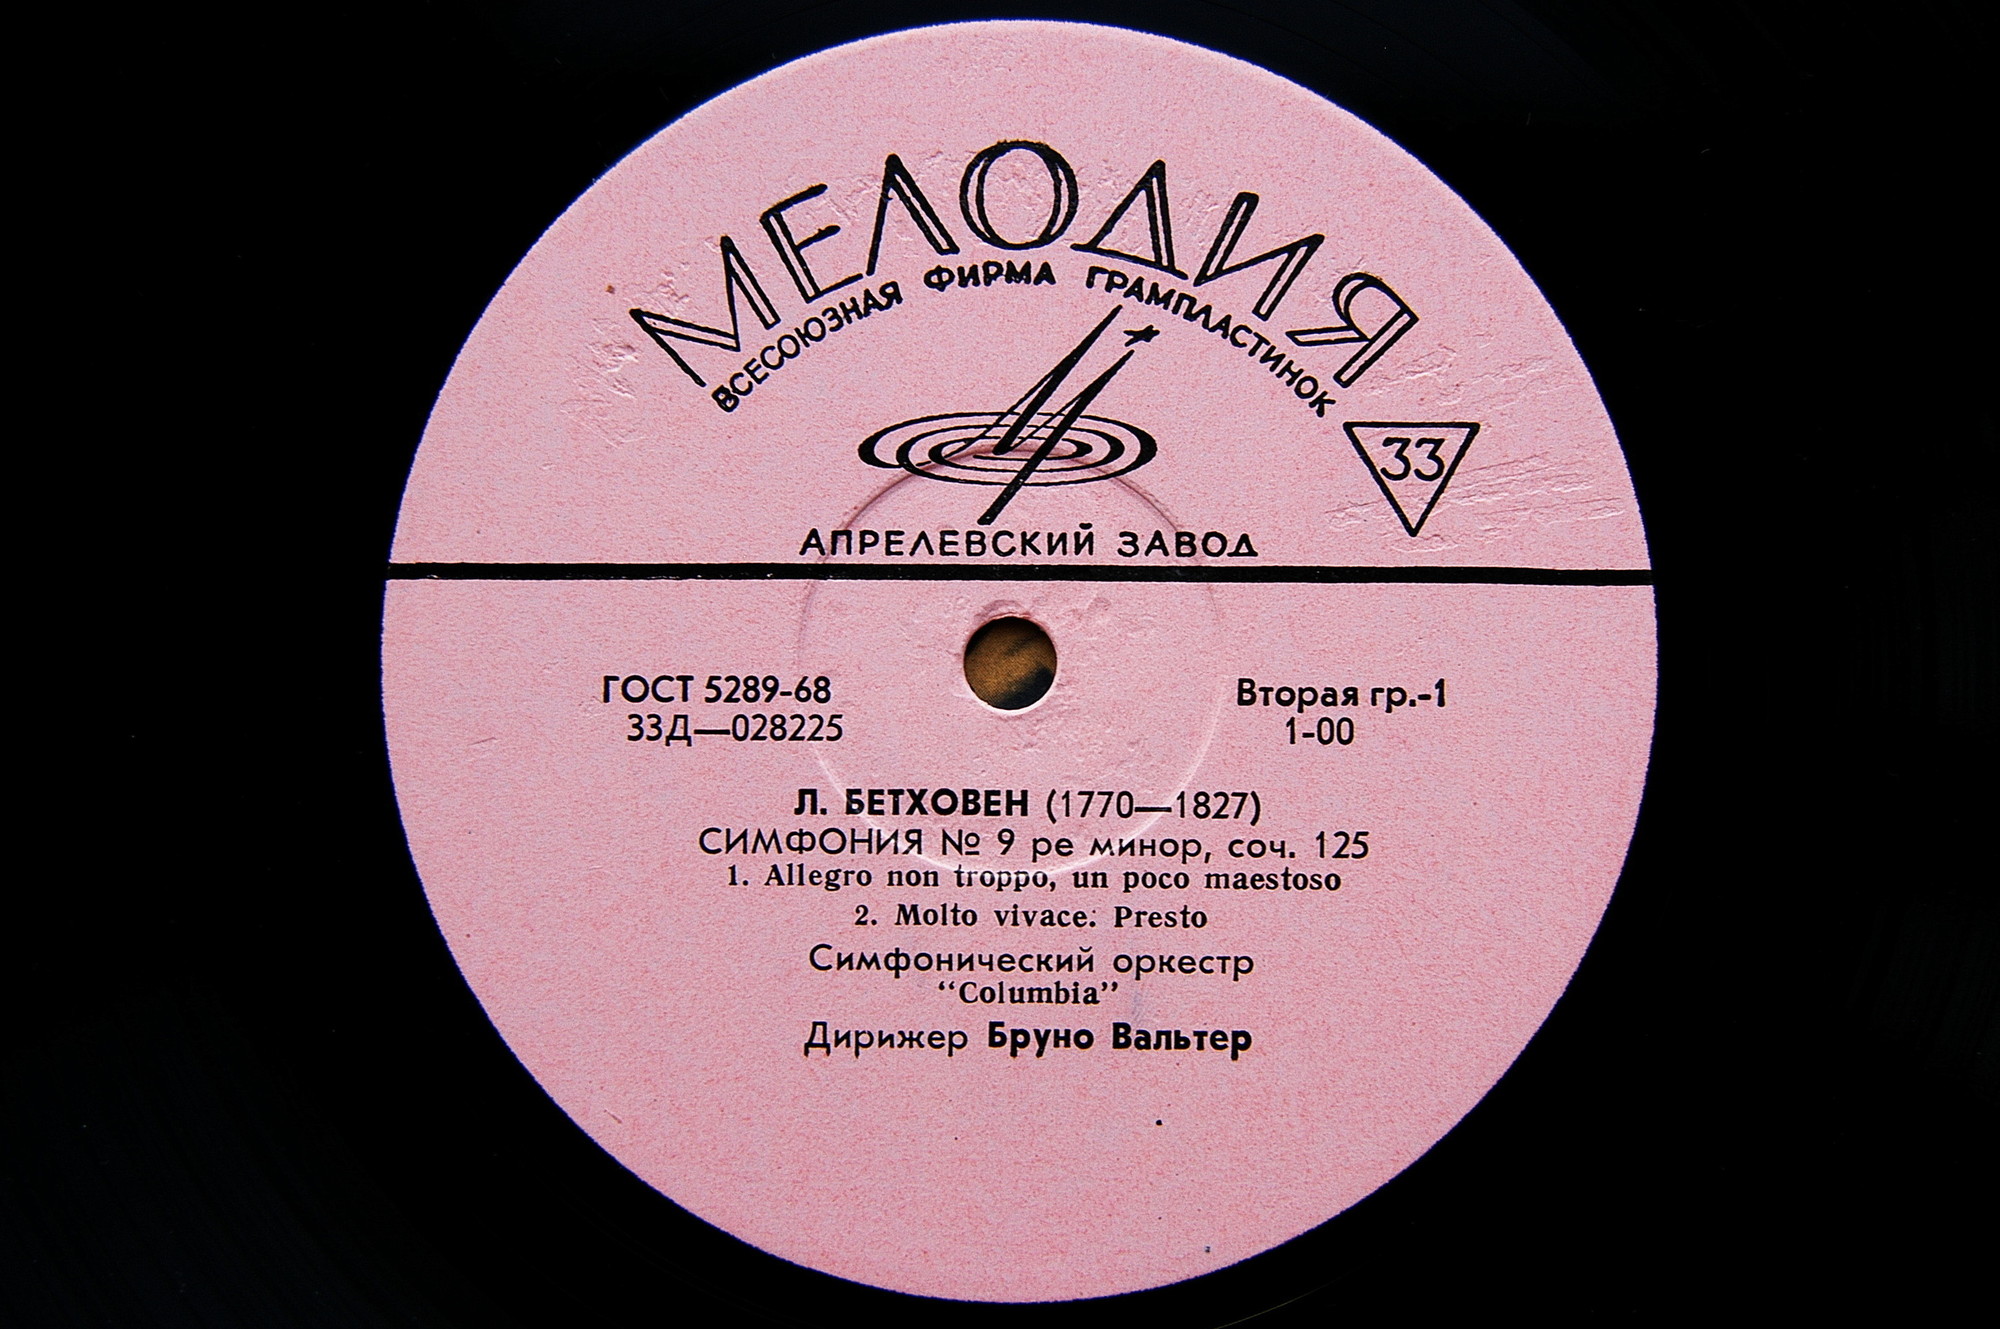 МЕЛОДИЯ
ВСЕСОЮЗНАЯ ФИРМА ГРАМПЛАСТИНОК
33
АПРЕЛЕВСКИЙ ЗАВОД
ГОСТ 5289-68
33Д—028225
Вторая гр.-1
1-00
Л. БЕТХОВЕН (1770—1827)
СИМФОНИЯ № 9 ре минор, соч. 125
1. Allegro non troppo, un poco maestoso
2. Molto vivace: Presto
Симфонический оркестр
“Columbia”
Дирижер Бруно Вальтер